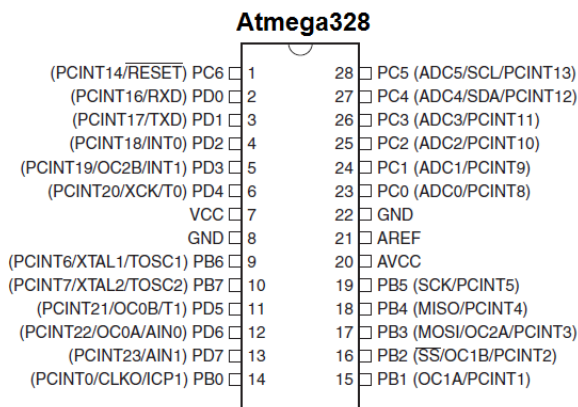 Atmega328
(PCINT14/RESET) PC6 1 28 PC5 (ADC5/SCL/PCINT13)
(PCINT16/RXD) PD0 2 27 PC4 (ADC4/SDA/PCINT12)
(PCINT17/TXD) PD1 3 26 PC3 (ADC3/PCINT11)
(PCINT18/INT0) PD2 4 25 PC2 (ADC2/PCINT10)
(PCINT19/OC2B/INT1) PD3 5 24 PC1 (ADC1/PCINT9)
(PCINT20/XCK/T0) PD4 6 23 PC0 (ADC0/PCINT8)
VCC 7 22 GND
GND 8 21 AREF
(PCINT6/XTAL1/TOSC1) PB6 9 20 AVCC
(PCINT7/XTAL2/TOSC2) PB7 10 19 PB5 (SCK/PCINT5)
(PCINT21/OC0B/T1) PD5 11 18 PB4 (MISO/PCINT4)
(PCINT22/OC0A/AIN0) PD6 12 17 PB3 (MOSI/OC2A/PCINT3)
(PCINT23/AIN1) PD7 13 16 PB2 (SS/OC1B/PCINT2)
(PCINT0/CLKO/ICP1) PB0 14 15 PB1 (OC1A/PCINT1)